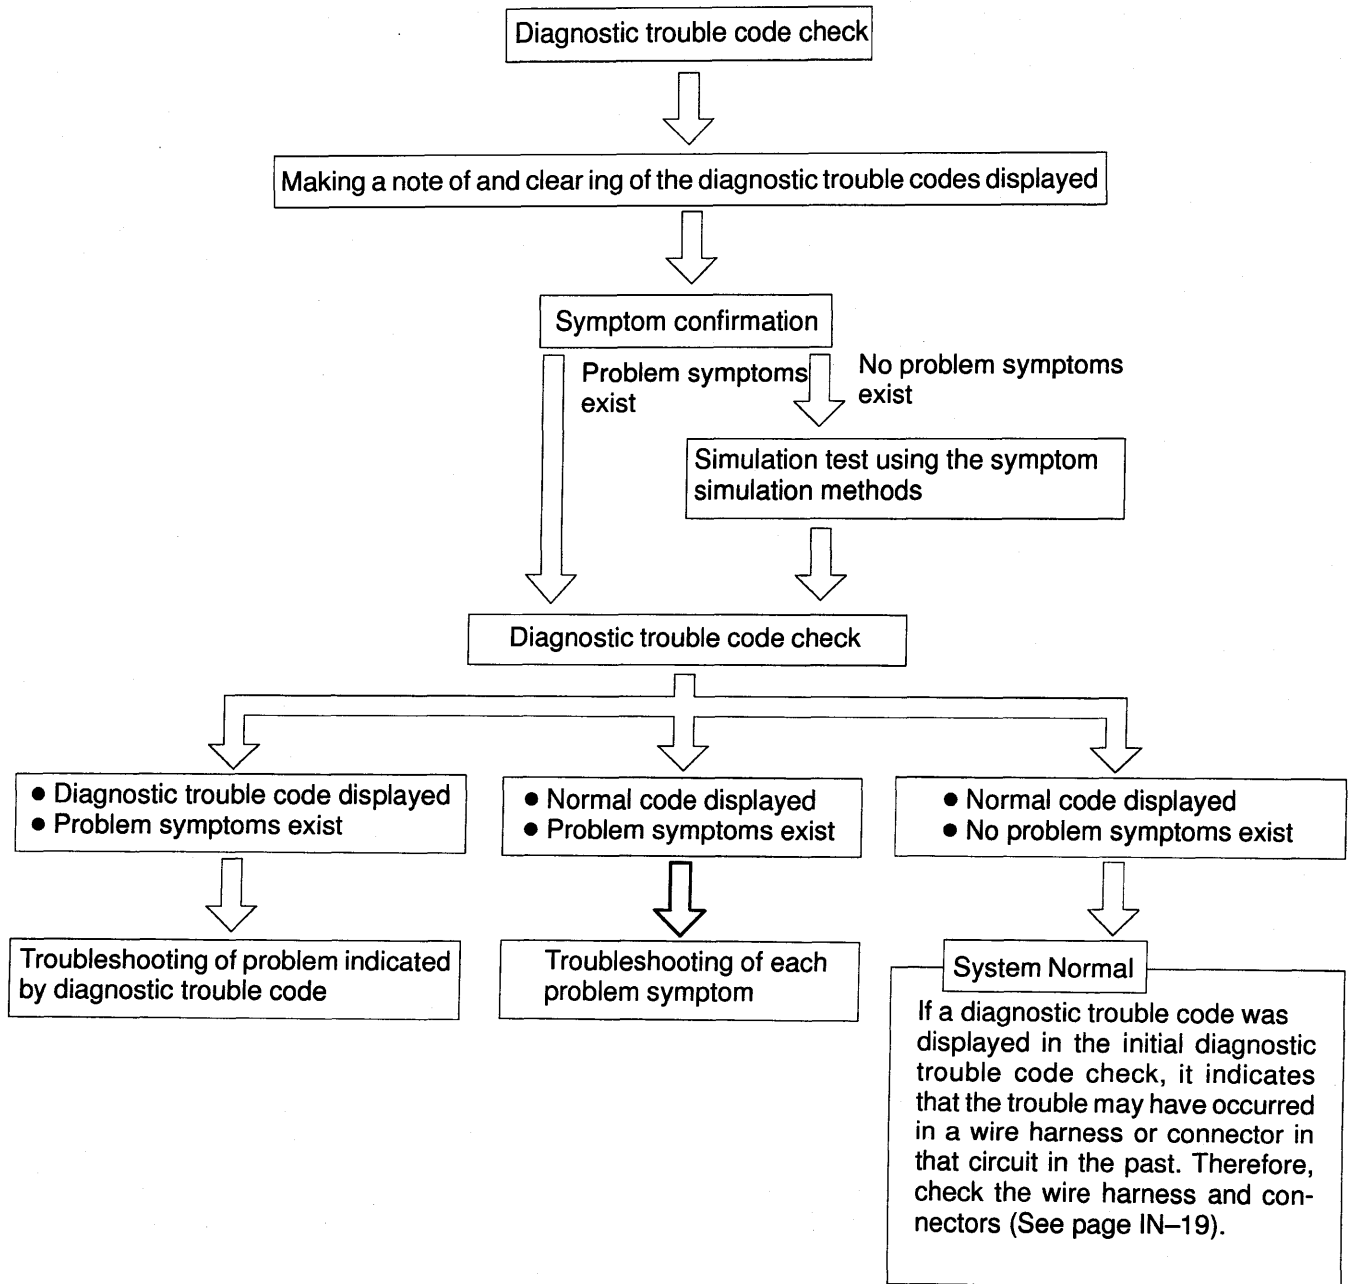 Diagnostic trouble code check
Making a note of and clear ing of the diagnostic trouble codes displayed
Symptom confirmation
Problem symptoms
exist
No problem symptoms
exist
Simulation test using the symptom
simulation methods
Diagnostic trouble code check
● Diagnostic trouble code displayed
● Problem symptoms exist
● Normal code displayed
● Problem symptoms exist
● Normal code displayed
● No problem symptoms exist
Troubleshooting of problem indicated
by diagnostic trouble code
Troubleshooting of each
problem symptom
System Normal
If a diagnostic trouble code was
displayed in the initial diagnostic
trouble code check, it indicates
that the trouble may have occurred
in a wire harness or connector in
that circuit in the past. Therefore,
check the wire harness and con-
nectors (See page IN–19).